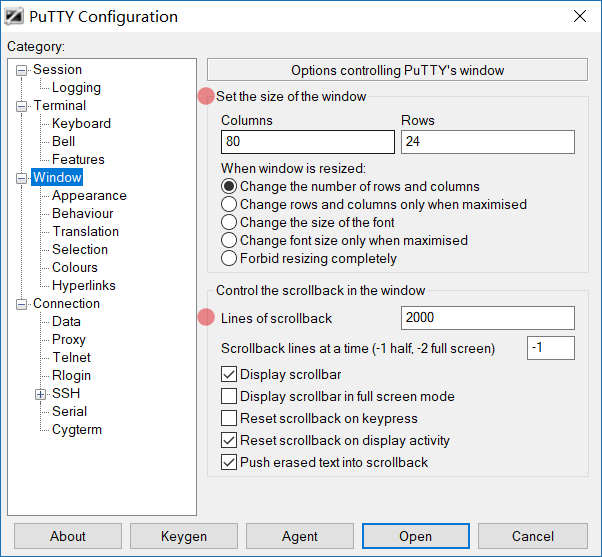 PuTTY Configuration
Category:
Session
Logging
Terminal
Keyboard
Bell
Features
Window
Appearance
Behaviour
Translation
Selection
Colours
Hyperlinks
Connection
Data
Proxy
Telnet
Rlogin
SSH
Serial
Cygterm
Options controlling PuTTY's window
Set the size of the window
Columns Rows
80 24
When window is resized:
Change the number of rows and columns
Change rows and columns only when maximised
Change the size of the font
Change font size only when maximised
Forbid resizing completely
Control the scrollback in the window
Lines of scrollback 2000
Scrollback lines at a time (-1 half, -2 full screen) -1
Display scrollbar
Display scrollbar in full screen mode
Reset scrollback on keypress
Reset scrollback on display activity
Push erased text into scrollback
About Keygen Agent Open Cancel